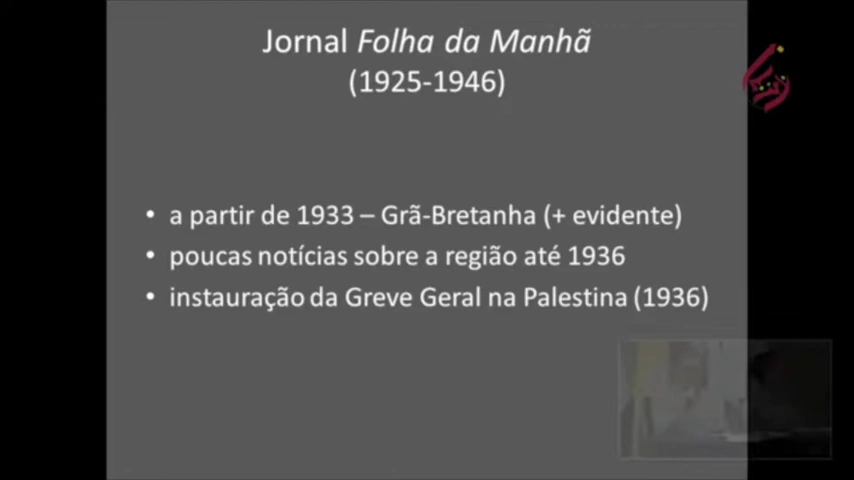 Jornal Folha da Manhã
(1925-1946)
• a partir de 1933 – Grã-Bretanha (+ evidente)
• poucas notícias sobre a região até 1936
• instauração da Greve Geral na Palestina (1936)